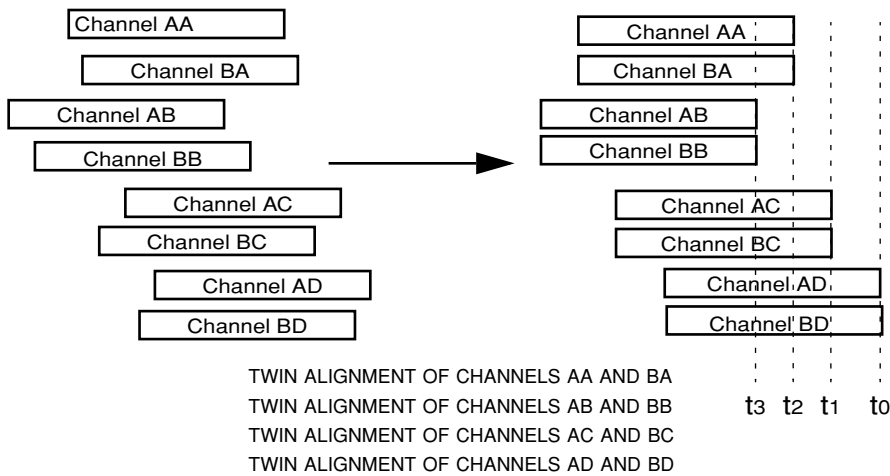 Channel AA
Channel BA
Channel AB
Channel BB
Channel AC
Channel BC
Channel AD
Channel BD
Channel AA
Channel BA
Channel AB
Channel BB
Channel AC
Channel BC
Channel AD
Channel BD
t3 t2 t1 t0
TWIN ALIGNMENT OF CHANNELS AA AND BA
TWIN ALIGNMENT OF CHANNELS AB AND BB
TWIN ALIGNMENT OF CHANNELS AC AND BC
TWIN ALIGNMENT OF CHANNELS AD AND BD